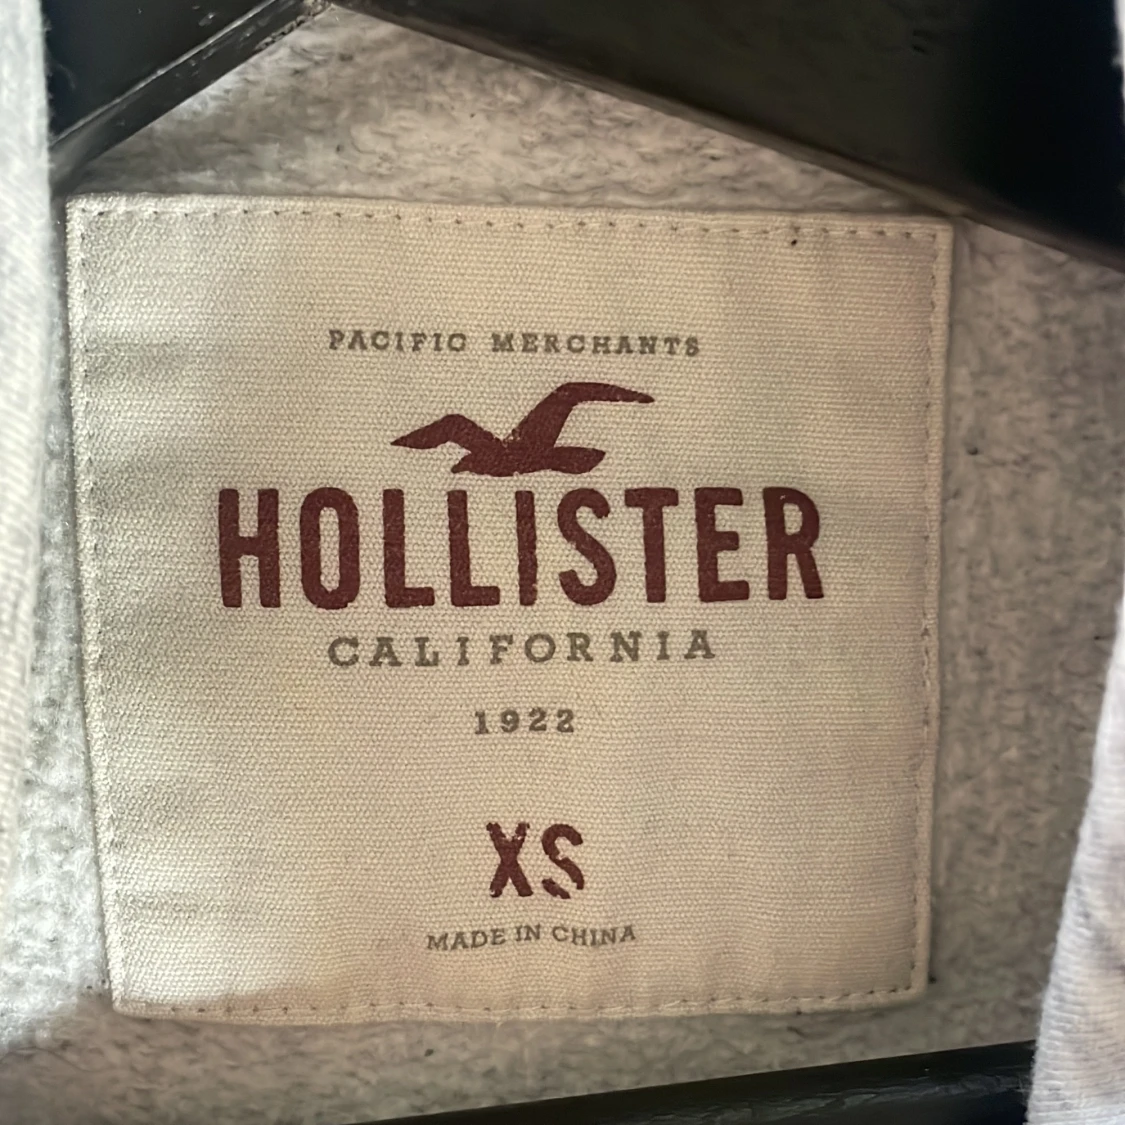 PACIFIC MERCHANTS
HOLLISTER
CALIFORNIA
1922
XS
MADE IN CHINA